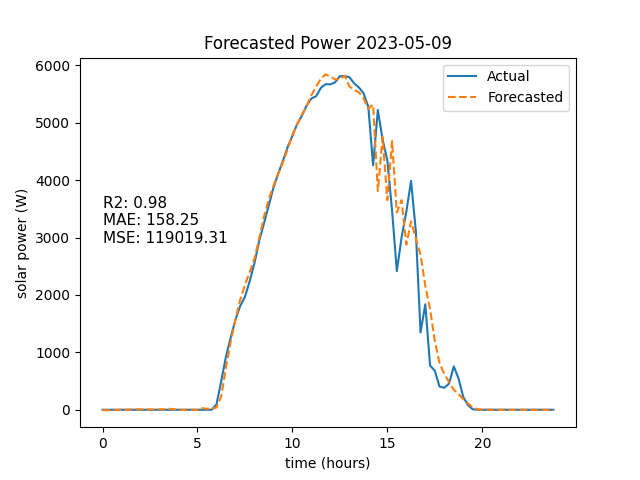 Forecasted Power 2023-05-09
Actual
Forecasted
R2: 0.98
MAE: 158.25
MSE: 119019.31
solar power (W)
6000
5000
4000
3000
2000
1000
0
0 5 10 15 20
time (hours)